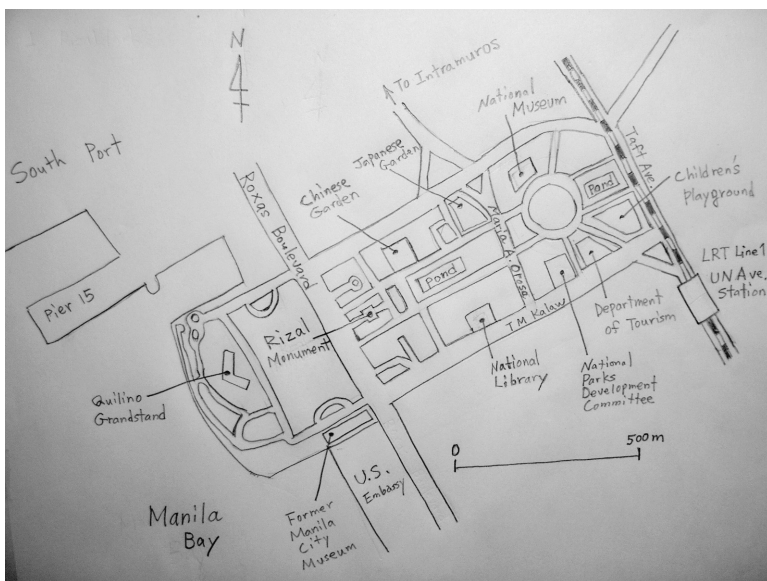 N
To Intramuros
South Port
National
Museum
Japanese
Garden
Chinese
Garden
Roxas Boulevard
Maria A. Orosa
Taft Ave.
Pond
Children's
Playground
LRT Line 1
UN Ave.
Station
Pier 15
Pond
Rizal
Monument
T M Kalaw
Department
of Tourism
National
Library
National
Parks
Development
Committee
Quilino
Grandstand
0
500m
U.S.
Embassy
Former
Manila
City
Museum
Manila
Bay